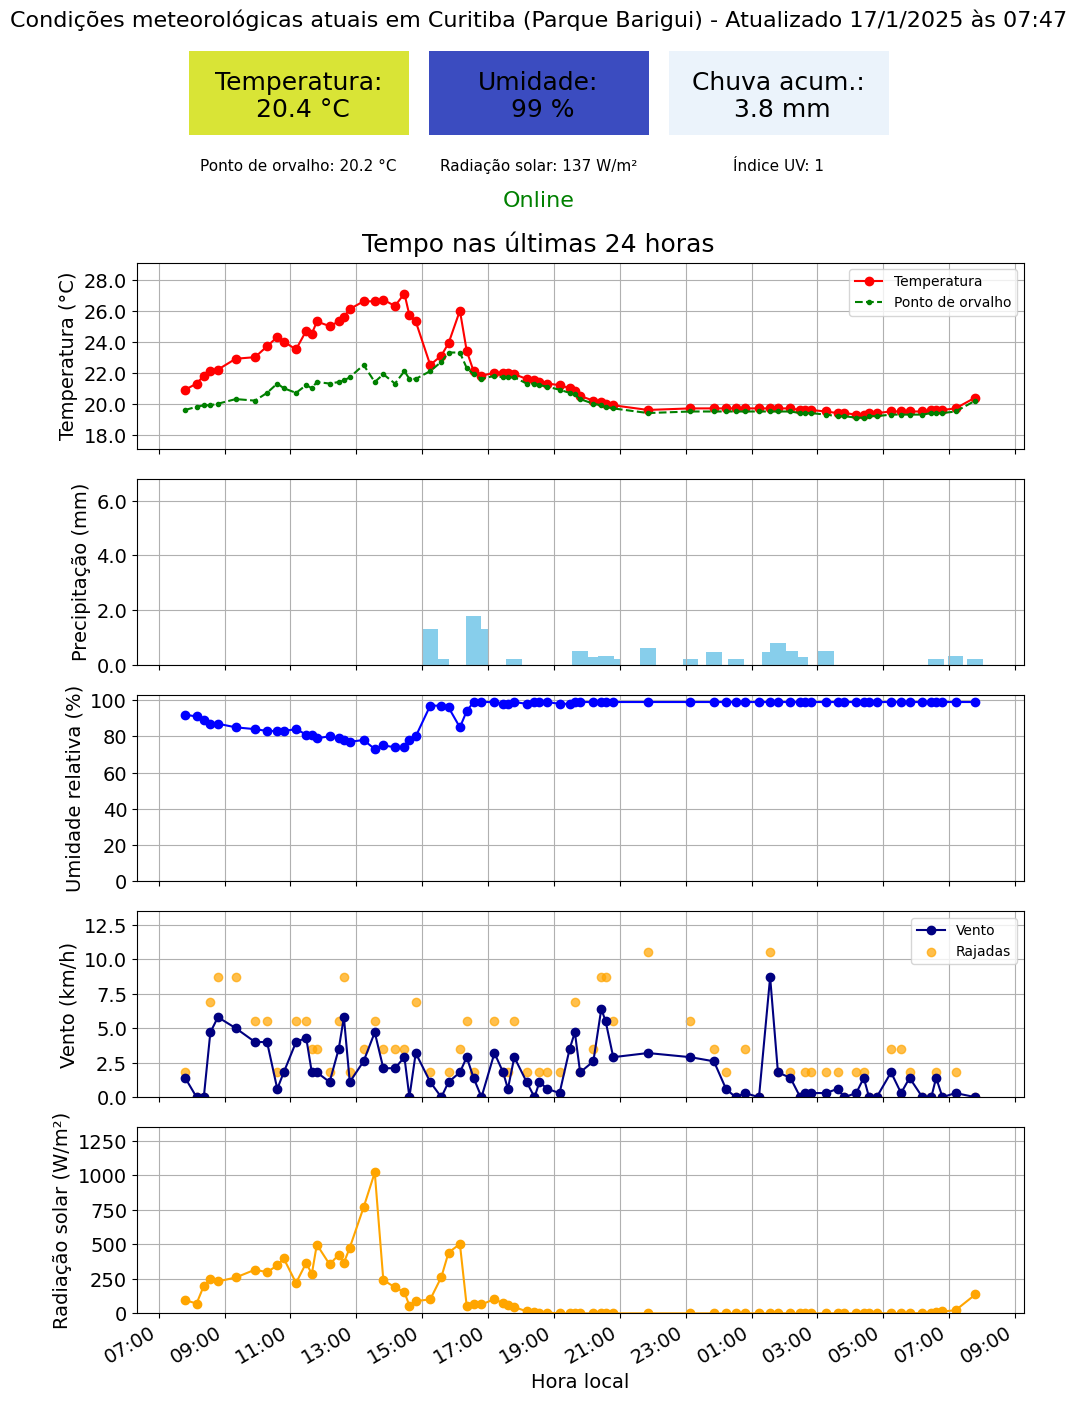 Condições meteorológicas atuais em Curitiba (Parque Barigui) - Atualizado 17/1/2025 às 07:47
Temperatura:
20.4 °C
Umidade:
99 %
Chuva acum.:
3.8 mm
Ponto de orvalho: 20.2 °C
Radiação solar: 137 W/m²
Índice UV: 1
Online
Tempo nas últimas 24 horas
Temperatura (°C)
28.0
26.0
24.0
22.0
20.0
18.0
Temperatura
Ponto de orvalho
Precipitação (mm)
6.0
4.0
2.0
0.0
Umidade relativa (%)
100
80
60
40
20
0
Vento (km/h)
12.5
10.0
7.5
5.0
2.5
0.0
Vento
Rajadas
Radiação solar (W/m²)
1250
1000
750
500
250
0
07:00
09:00
11:00
13:00
15:00
17:00
19:00
21:00
23:00
01:00
03:00
05:00
07:00
09:00
Hora local